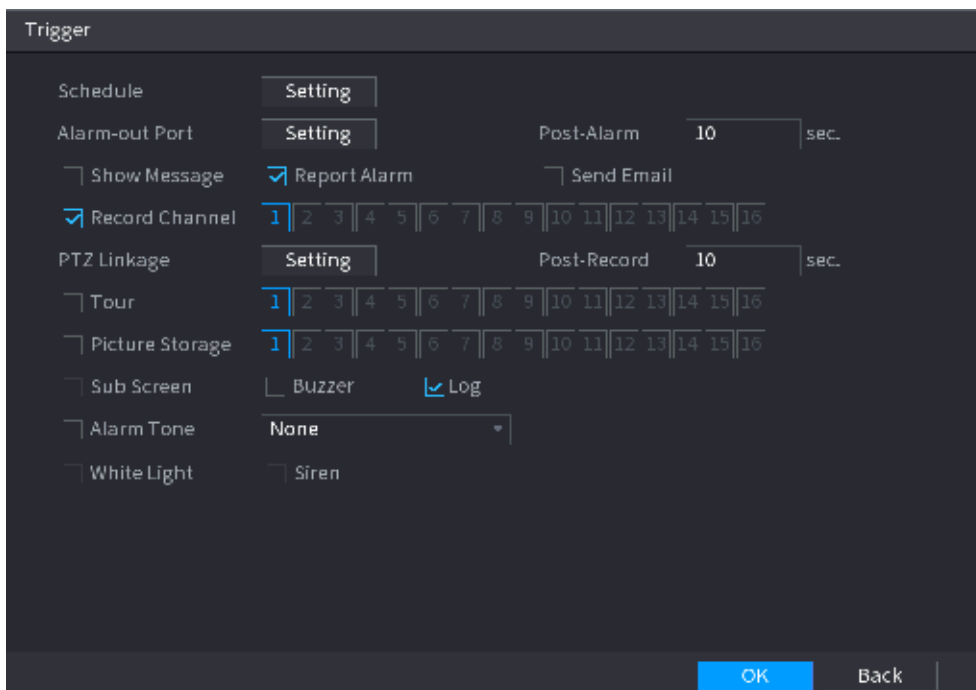 Trigger
Schedule Setting
Alarm-out Port Setting Post-Alarm 10 sec.
Show Message Report Alarm Send Email
Record Channel 1 2 3 4 5 6 7 8 9 10 11 12 13 14 15 16
PTZ Linkage Setting Post-Record 10 sec.
Tour 1 2 3 4 5 6 7 8 9 10 11 12 13 14 15 16
Picture Storage 1 2 3 4 5 6 7 8 9 10 11 12 13 14 15 16
Sub Screen Buzzer Log
Alarm Tone None
White Light Siren
OK Back